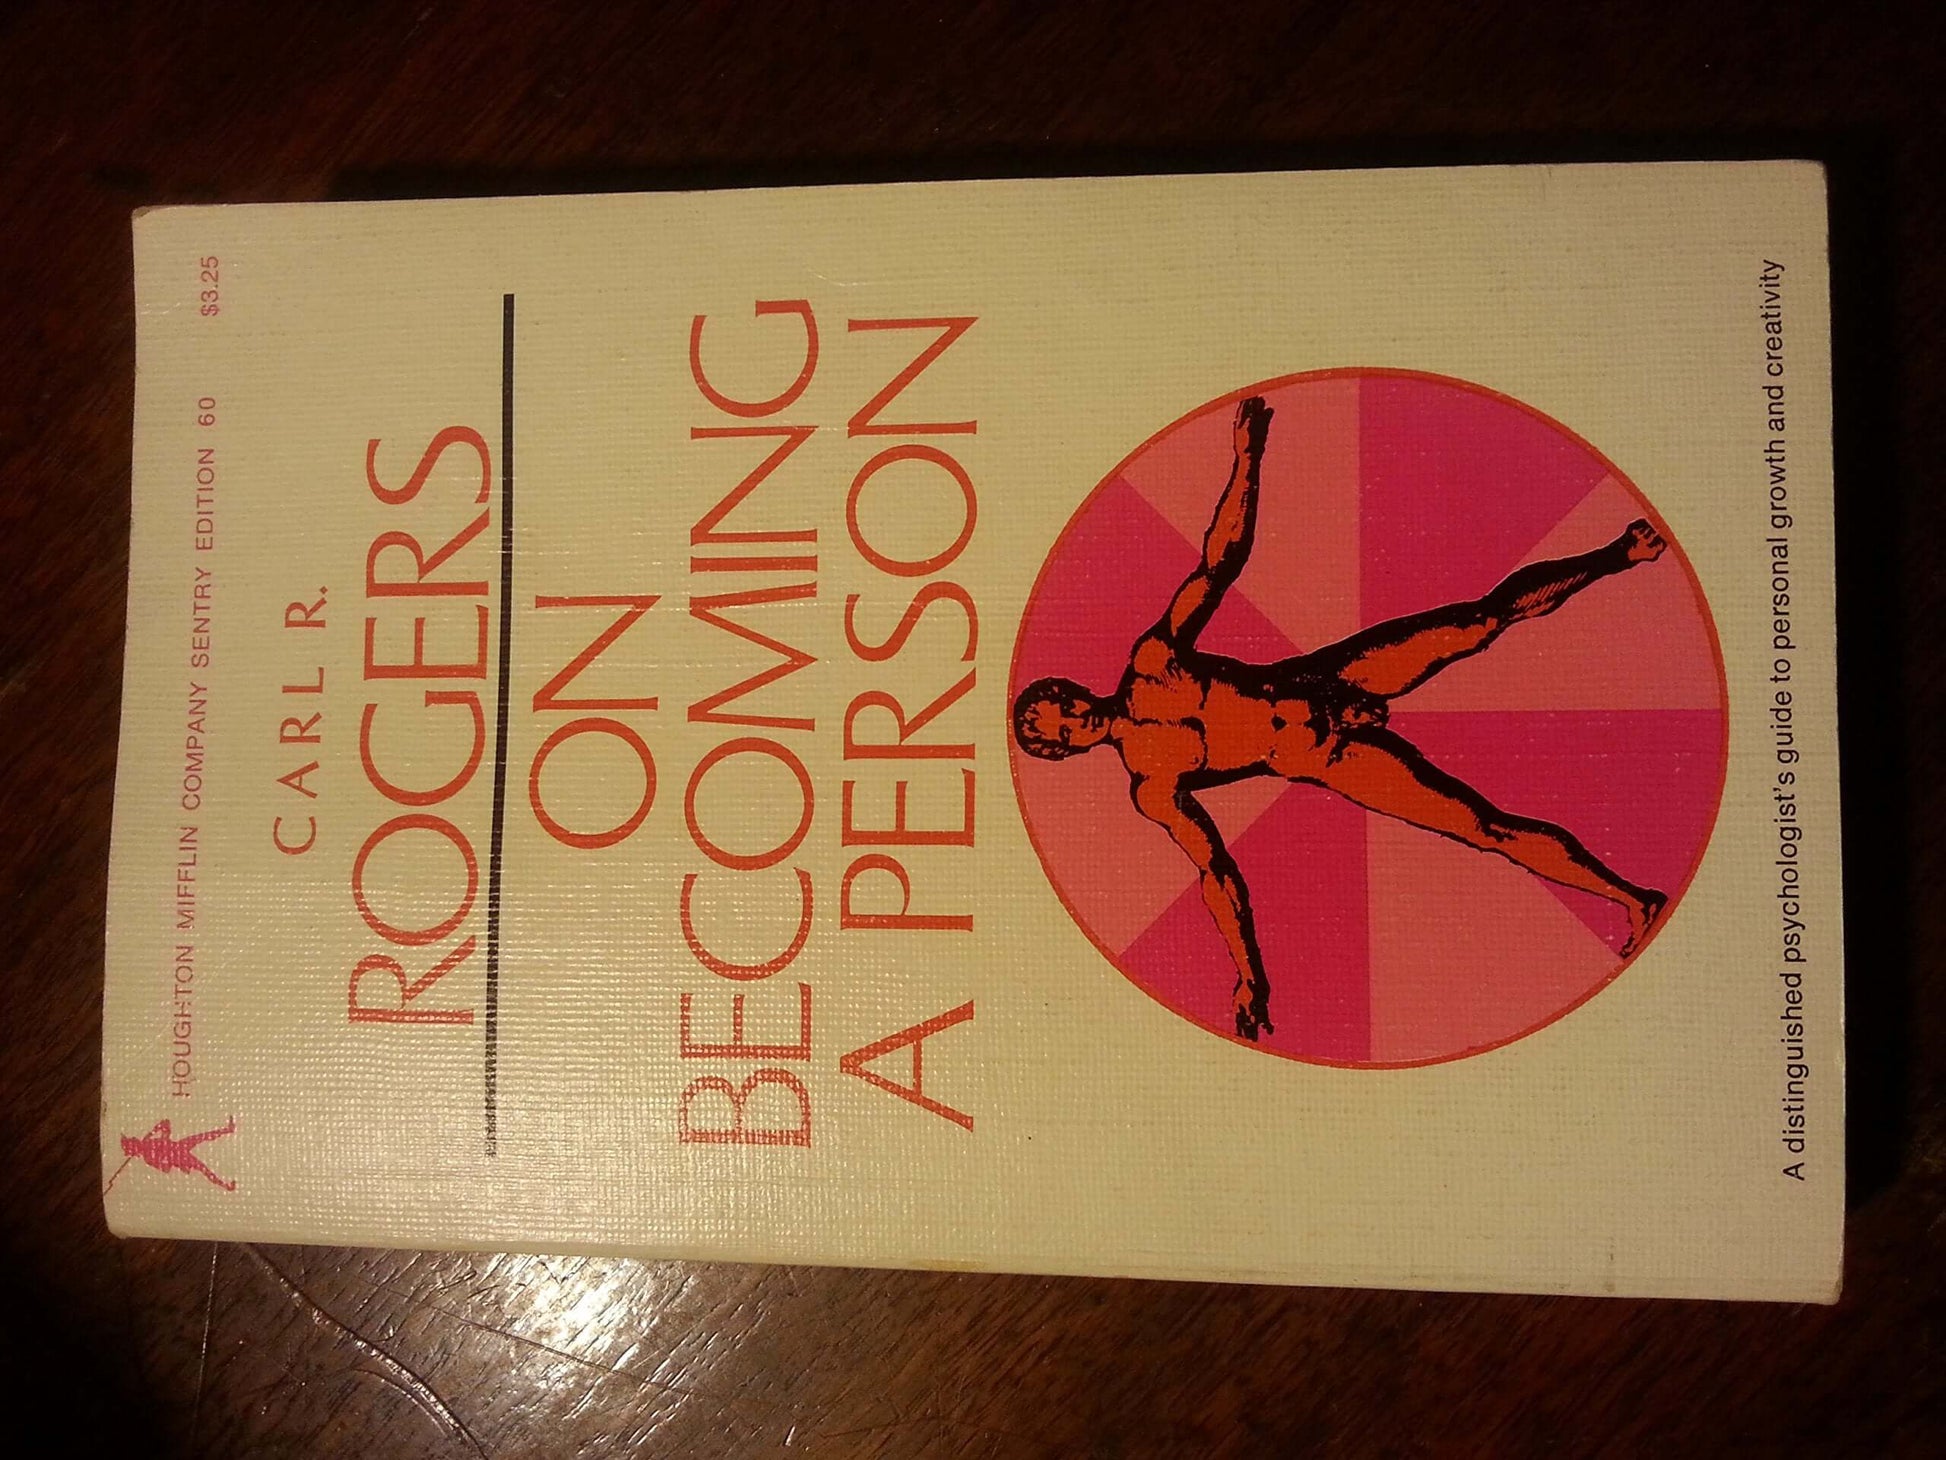 HOUGHTON MIFFLIN COMPANY SENTRY EDITION 60 $3.25
CARL R.
ROGERS
ON
BECOMING
A PERSON
A distinguished psychologist's guide to personal growth and creativity